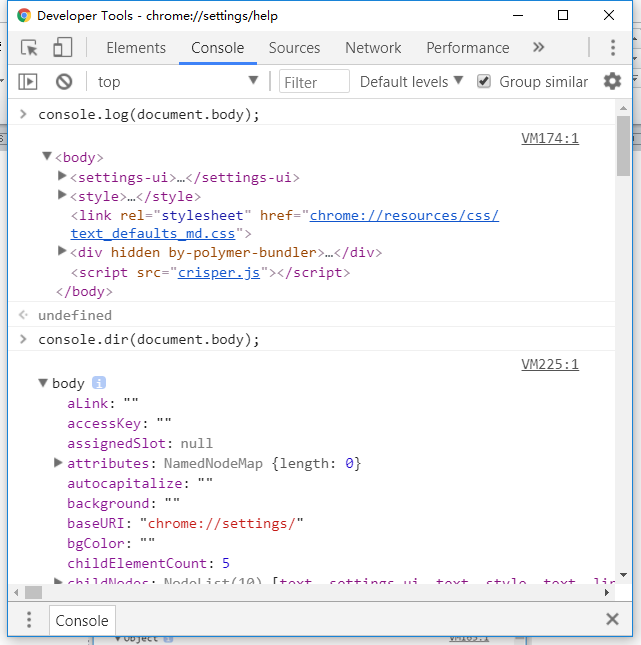 Developer Tools - chrome://settings/help
Elements Console Sources Network Performance »
top Filter Default levels Group similar
> console.log(document.body);
VM174:1
▼<body>
▶<settings-ui>…</settings-ui>
▶<style>…</style>
<link rel="stylesheet" href="chrome://resources/css/
text_defaults_md.css">
▶<div hidden by-polymer-bundler>…</div>
<script src="crisper.js"></script>
</body>
undefined
> console.dir(document.body);
VM225:1
▼body i
aLink: ""
accessKey: ""
assignedSlot: null
▶attributes: NamedNodeMap {length: 0}
autocapitalize: ""
background: ""
baseURI: "chrome://settings/"
bgColor: ""
childElementCount: 5
▶childNodes: NodeList(10) [text, settings-ui, text, style, text, lin
Console
▼Object i VM185:1